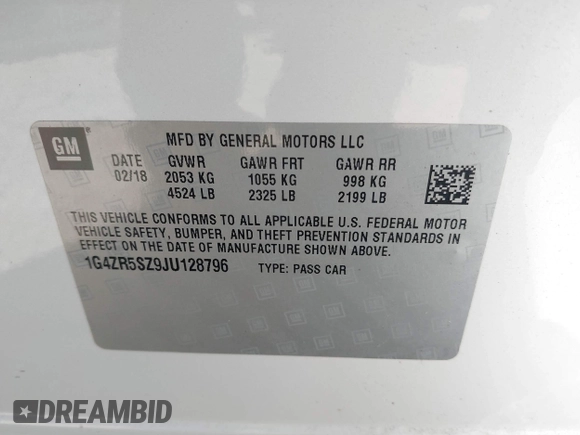 GM
MFD BY GENERAL MOTORS LLC
DATE GVWR GAWR FRT GAWR RR
02/18 2053 KG 1055 KG 998 KG
4524 LB 2325 LB 2199 LB
THIS VEHICLE CONFORMS TO ALL APPLICABLE U.S. FEDERAL MOTOR
VEHICLE SAFETY, BUMPER, AND THEFT PREVENTION STANDARDS IN
EFFECT ON THE DATE OF MANUFACTURE SHOWN ABOVE.
1G4ZR5SZ9JU128796 TYPE: PASS CAR
#DREAMBID